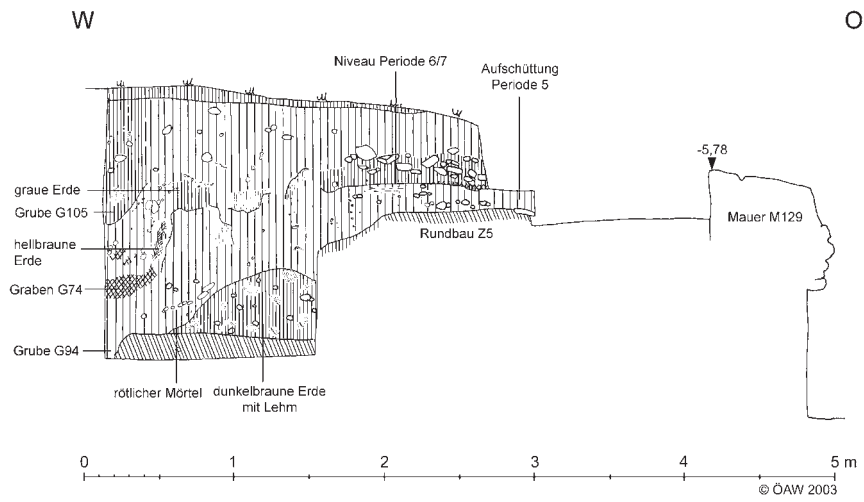 W
O
Niveau Periode 6/7
Aufschüttung
Periode 5
-5,78
graue Erde
Grube G105
Mauer M129
Rundbau Z5
hellbraune
Erde
Graben G74
Grube G94
rötlicher Mörtel
dunkelbraune Erde
mit Lehm
0 1 2 3 4 5 m
© ÖAW 2003